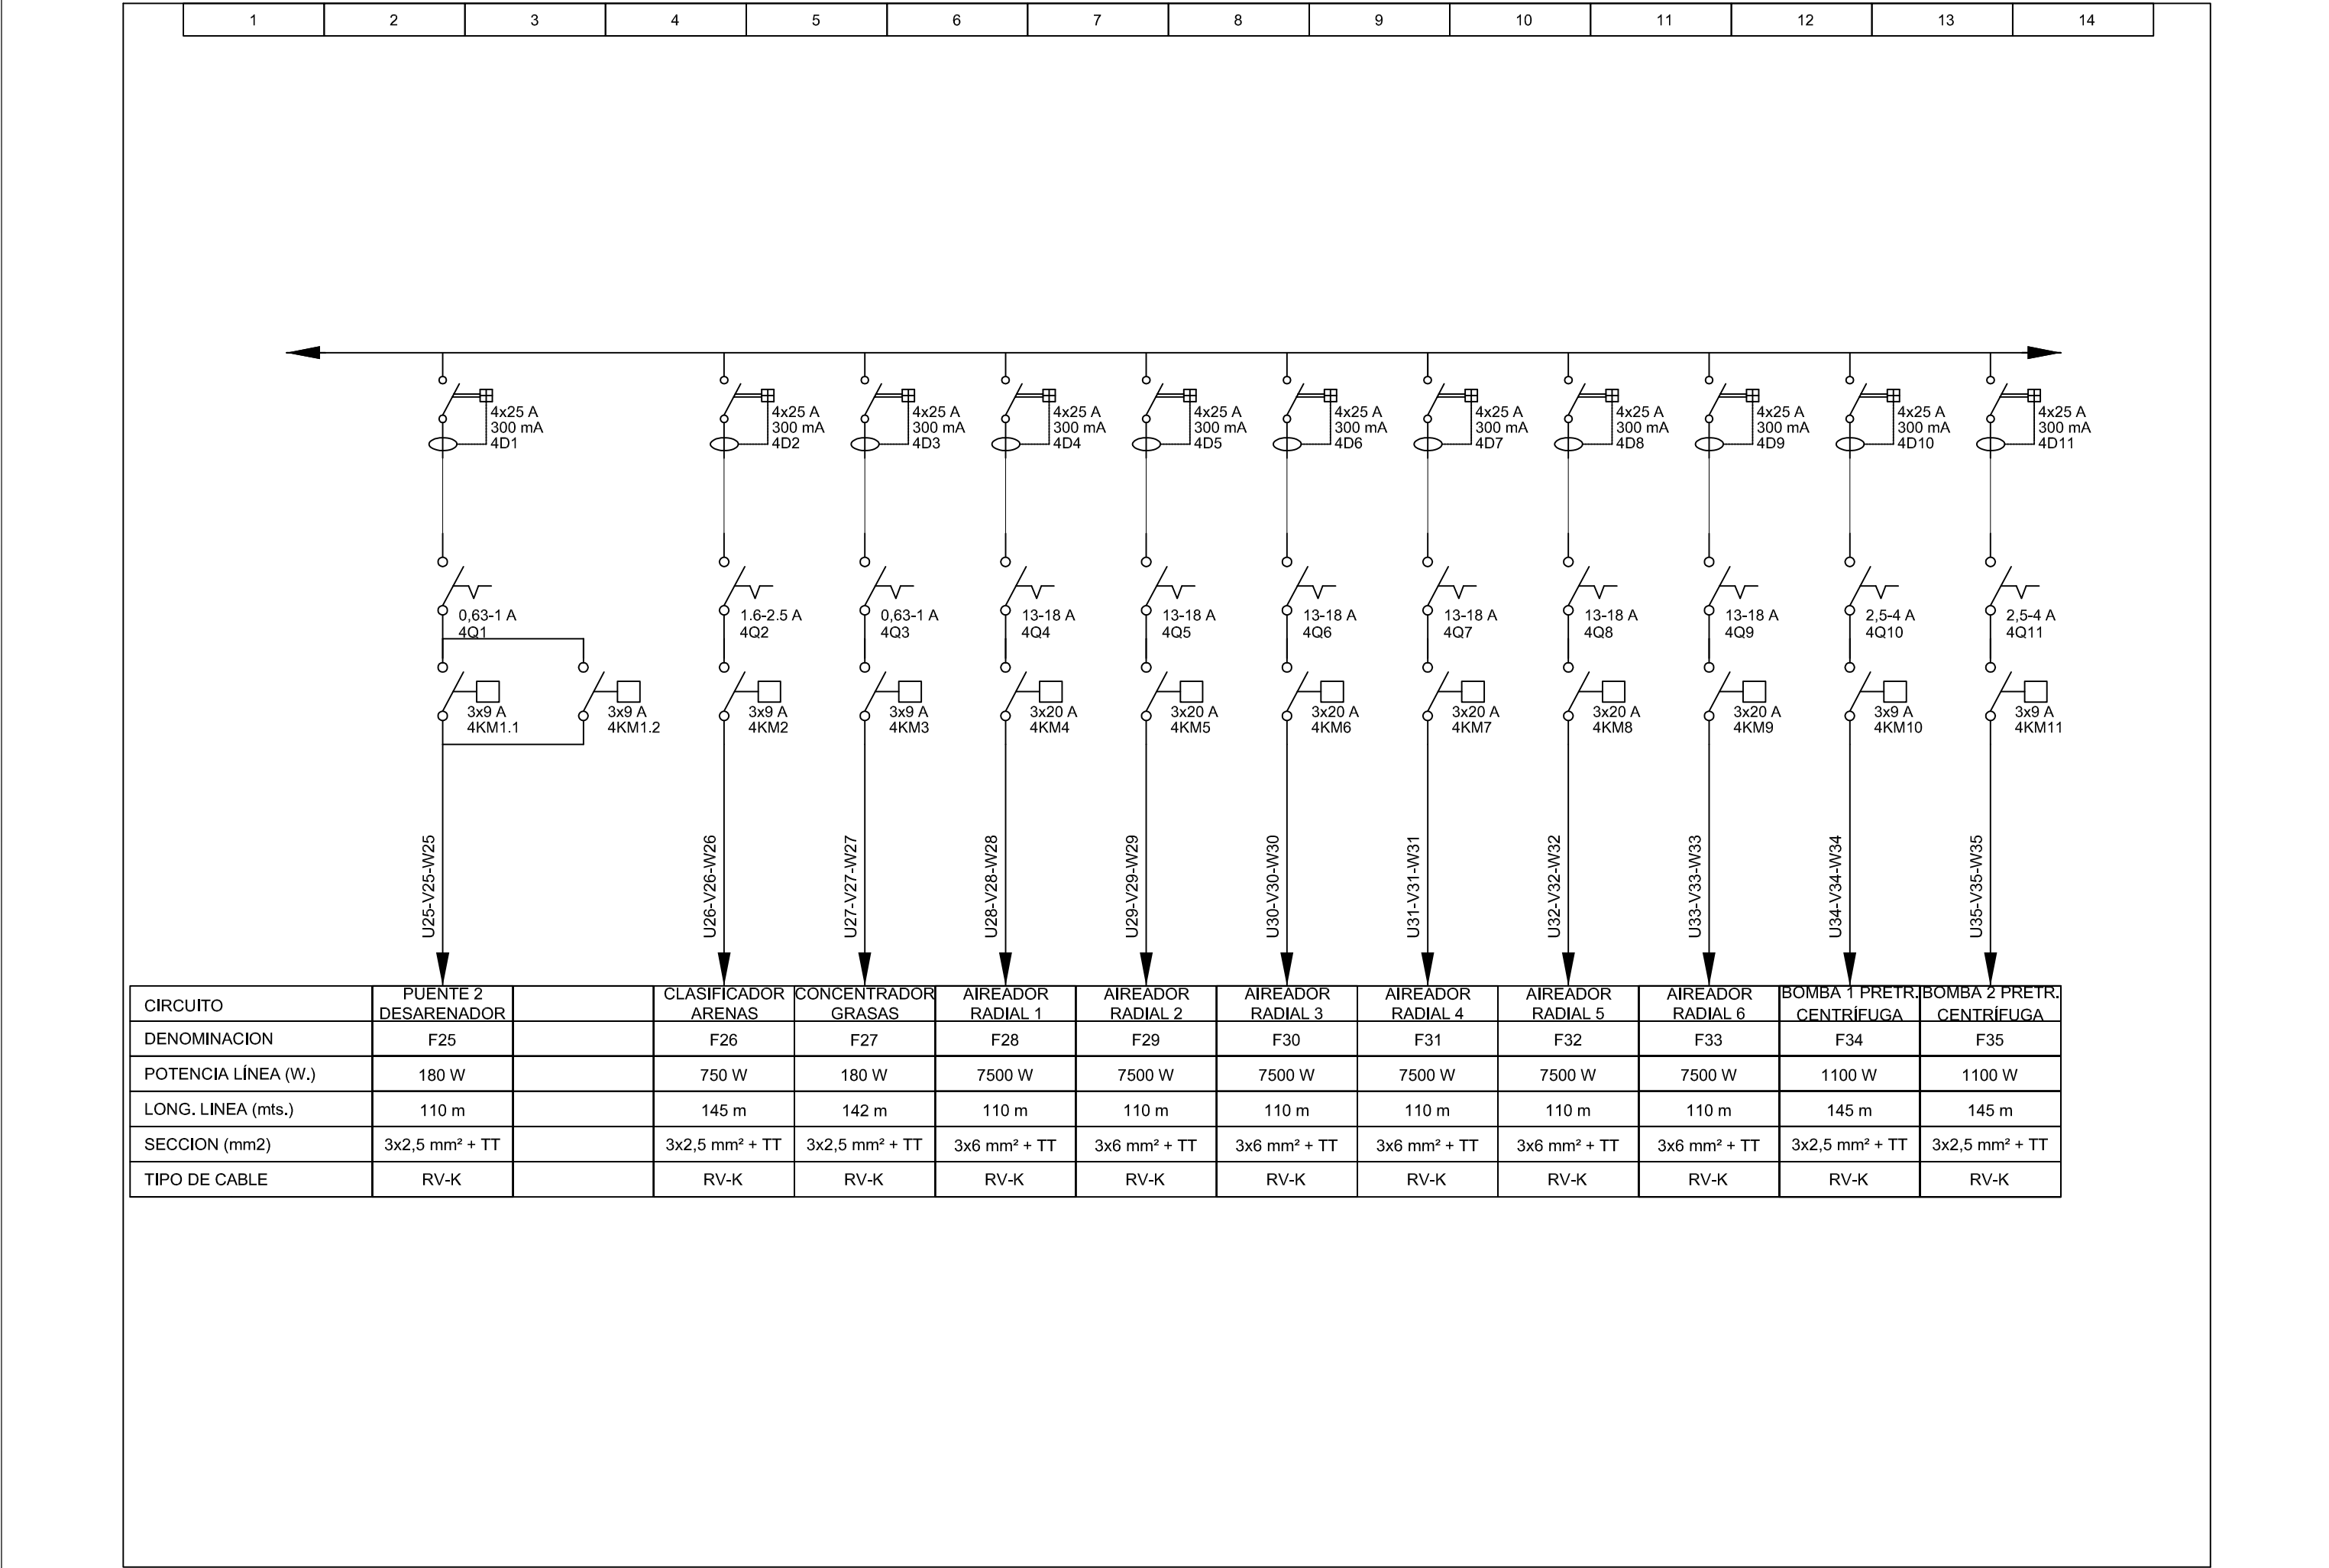 1 2 3 4 5 6 7 8 9 10 11 12 13 14
4x25 A 4x25 A 4x25 A 4x25 A 4x25 A 4x25 A 4x25 A 4x25 A 4x25 A 4x25 A 4x25 A
300 mA 300 mA 300 mA 300 mA 300 mA 300 mA 300 mA 300 mA 300 mA 300 mA 300 mA
4D1 4D2 4D3 4D4 4D5 4D6 4D7 4D8 4D9 4D10 4D11
0,63-1 A 1.6-2.5 A 0,63-1 A 13-18 A 13-18 A 13-18 A 13-18 A 13-18 A 13-18 A 2,5-4 A 2,5-4 A
4Q1 4Q2 4Q3 4Q4 4Q5 4Q6 4Q7 4Q8 4Q9 4Q10 4Q11
3x9 A 3x9 A 3x9 A 3x9 A 3x20 A 3x20 A 3x20 A 3x20 A 3x20 A 3x20 A 3x9 A 3x9 A
4KM1.1 4KM1.2 4KM2 4KM3 4KM4 4KM5 4KM6 4KM7 4KM8 4KM9 4KM10 4KM11
U25-V25-W25 U26-V26-W26 U27-V27-W27 U28-V28-W28 U29-V29-W29 U30-V30-W30 U31-V31-W31 U32-V32-W32 U33-V33-W33 U34-V34-W34 U35-V35-W35
CIRCUITO PUENTE 2 DESARENADOR CLASIFICADOR ARENAS CONCENTRADOR GRASAS AIREADOR RADIAL 1 AIREADOR RADIAL 2 AIREADOR RADIAL 3 AIREADOR RADIAL 4 AIREADOR RADIAL 5 AIREADOR RADIAL 6 BOMBA 1 PRETR. CENTRÍFUGA BOMBA 2 PRETR. CENTRÍFUGA
DENOMINACION F25 F26 F27 F28 F29 F30 F31 F32 F33 F34 F35
POTENCIA LÍNEA (W.) 180 W 750 W 180 W 7500 W 7500 W 7500 W 7500 W 7500 W 7500 W 1100 W 1100 W
LONG. LINEA (mts.) 110 m 145 m 142 m 110 m 110 m 110 m 110 m 110 m 110 m 145 m 145 m
SECCION (mm2) 3x2,5 mm² + TT 3x2,5 mm² + TT 3x2,5 mm² + TT 3x6 mm² + TT 3x6 mm² + TT 3x6 mm² + TT 3x6 mm² + TT 3x6 mm² + TT 3x6 mm² + TT 3x2,5 mm² + TT 3x2,5 mm² + TT
TIPO DE CABLE RV-K RV-K RV-K RV-K RV-K RV-K RV-K RV-K RV-K RV-K RV-K